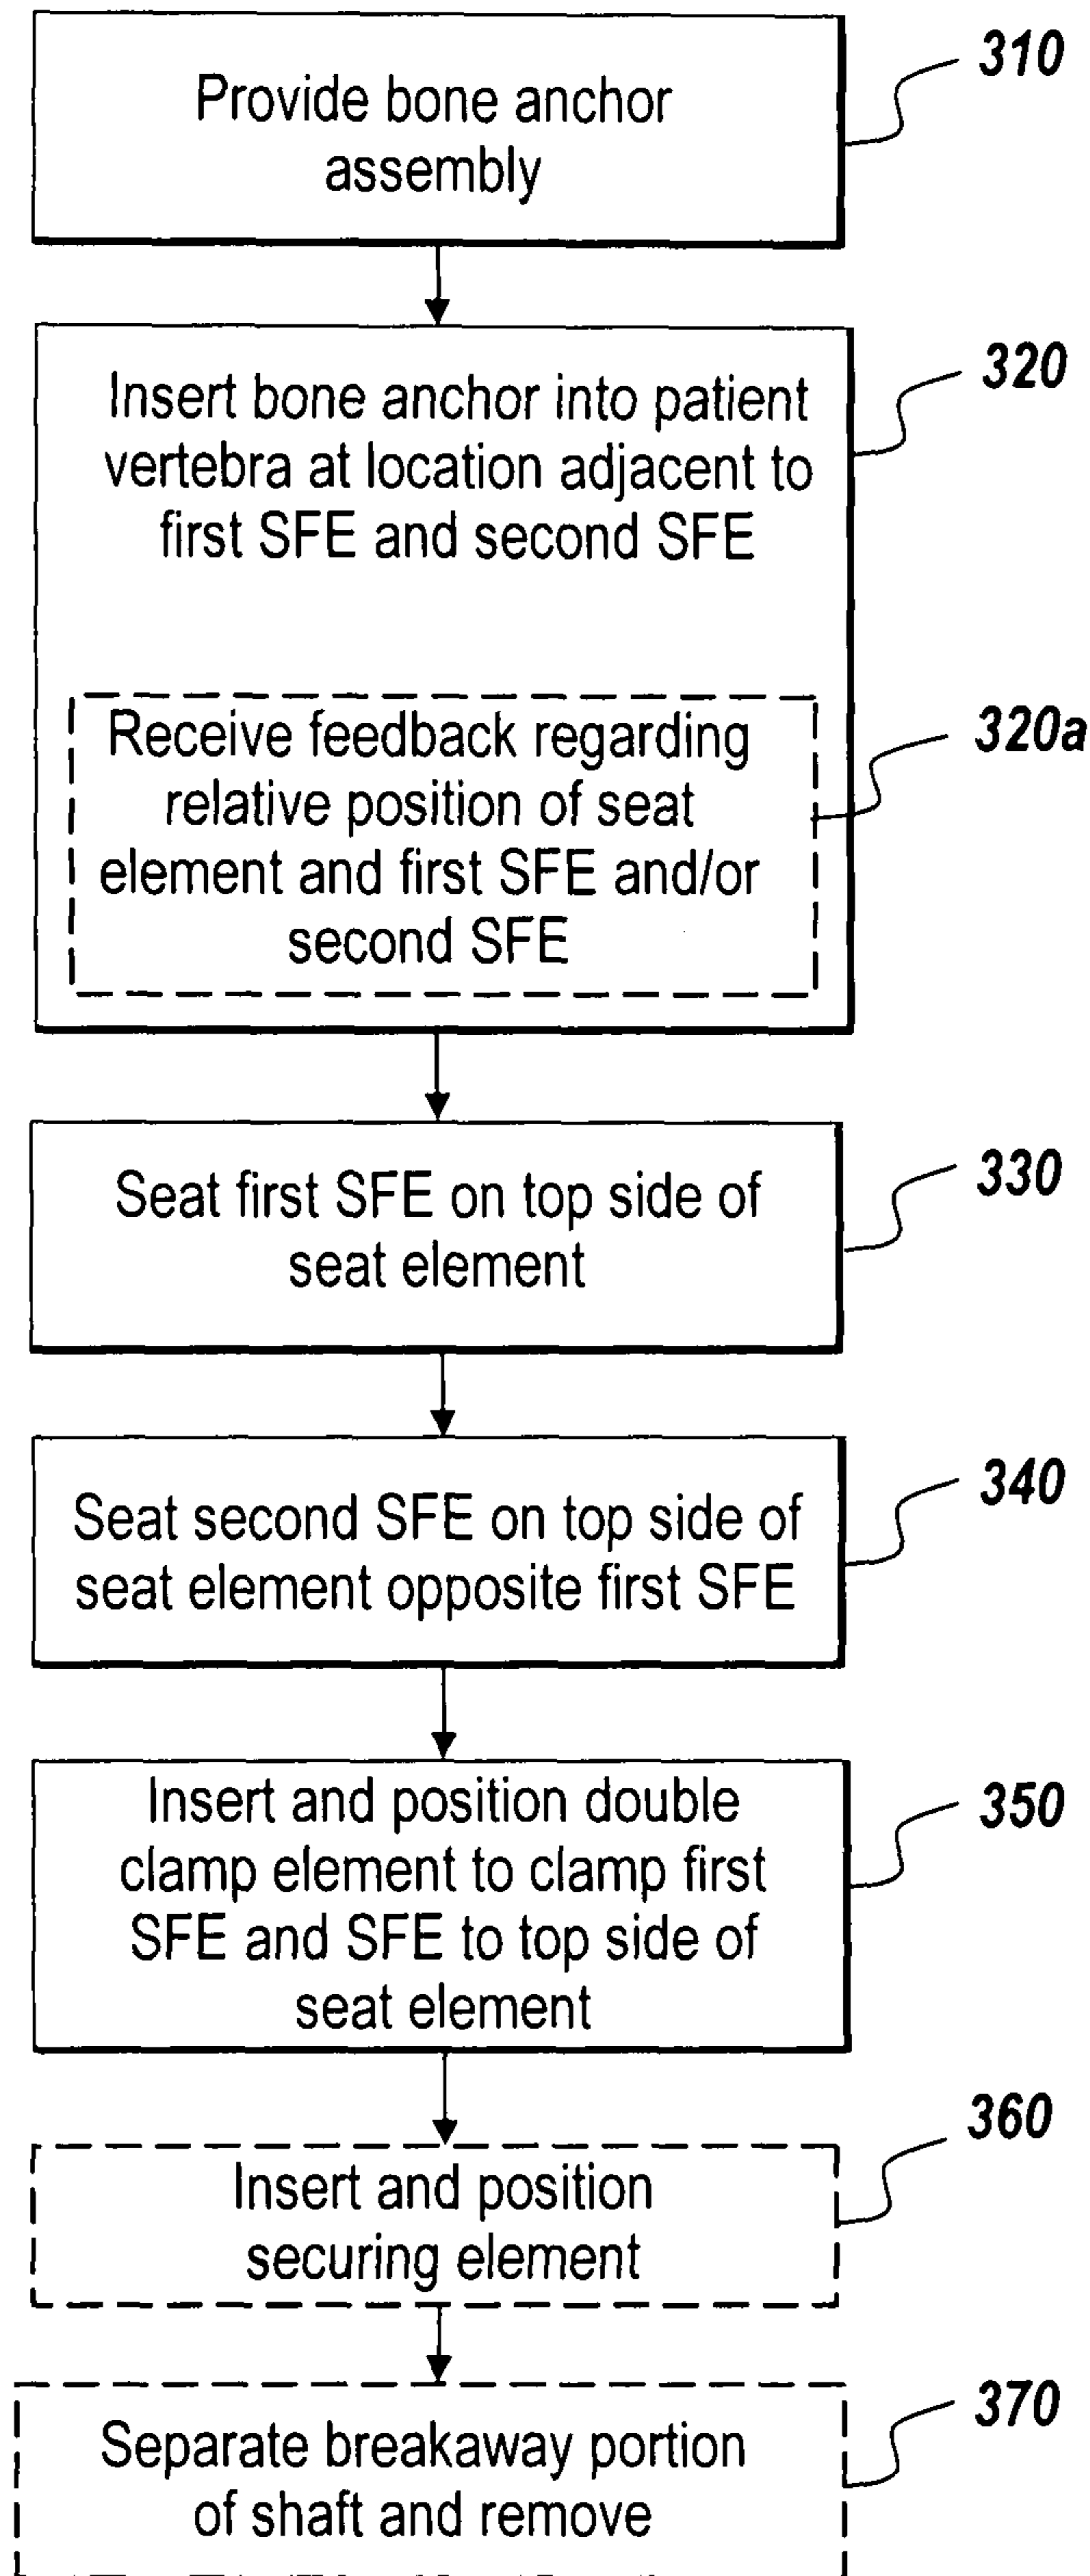 310
Provide bone anchor
assembly
320
Insert bone anchor into patient
vertebra at location adjacent to
first SFE and second SFE
320a
Receive feedback regarding
relative position of seat
element and first SFE and/or
second SFE
330
Seat first SFE on top side of
seat element
340
Seat second SFE on top side of
seat element opposite first SFE
350
Insert and position double
clamp element to clamp first
SFE and SFE to top side of
seat element
360
Insert and position
securing element
370
Separate breakaway portion
of shaft and remove